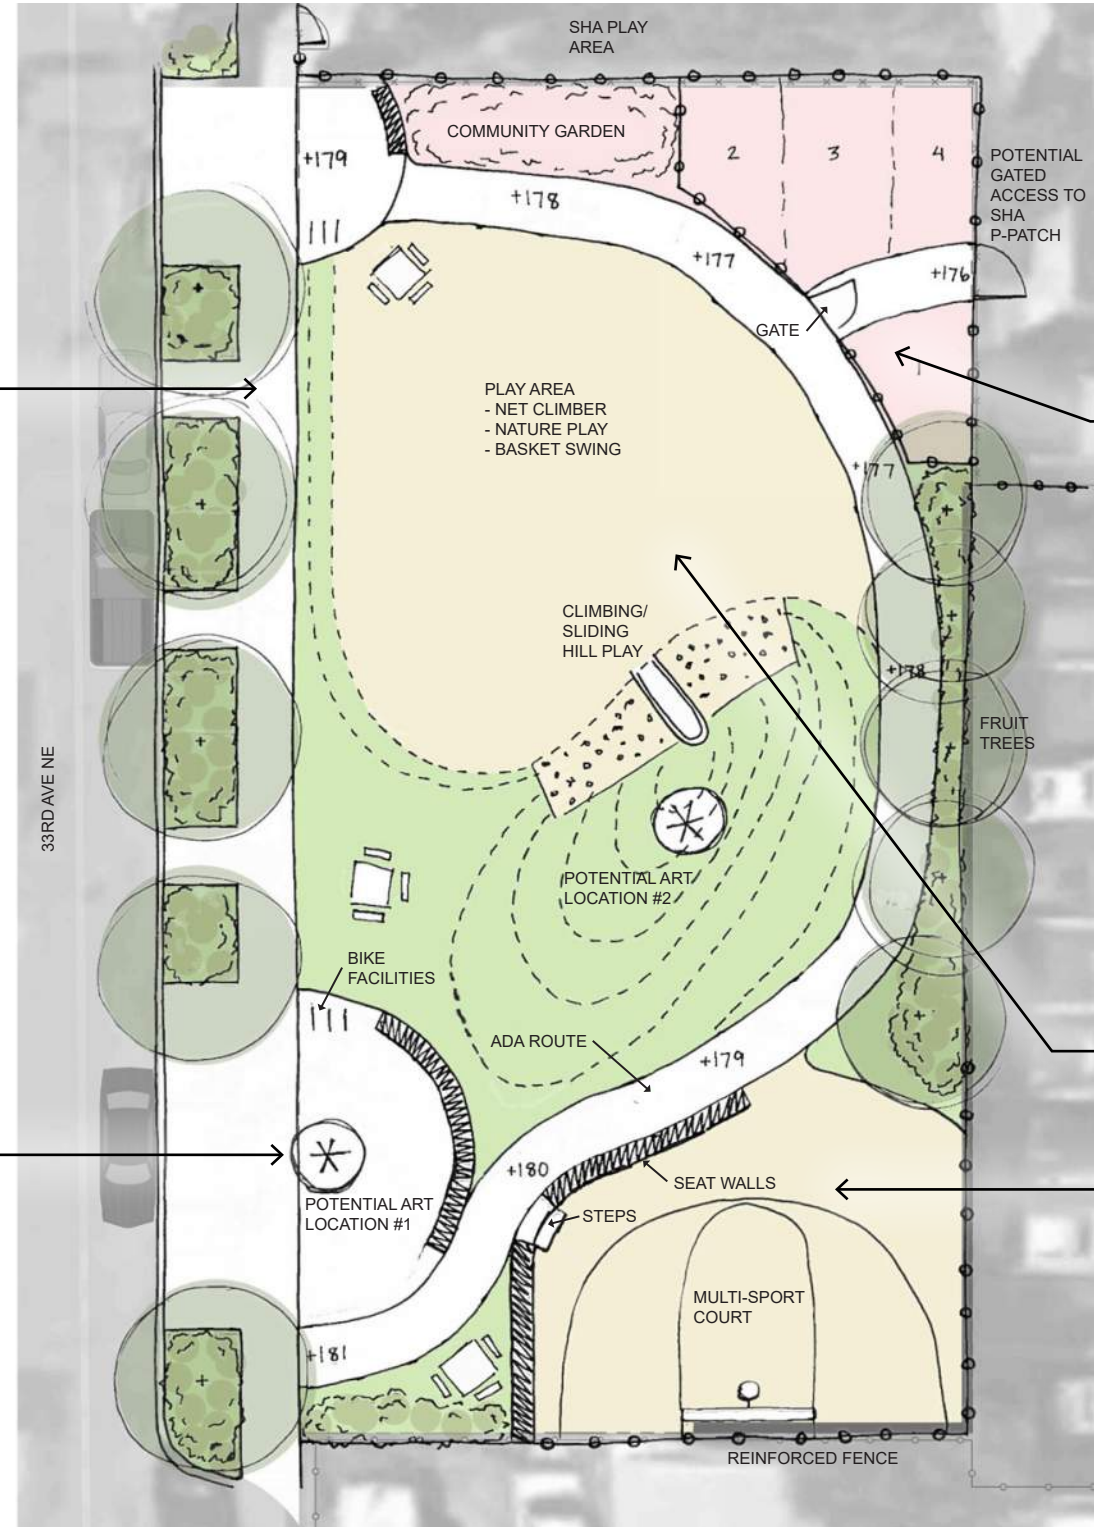 SHA PLAY
AREA
COMMUNITY GARDEN
2
3
4
+179
POTENTIAL
GATED
ACCESS TO
SHA
P-PATCH
+178
+177
+176
GATE
1
PLAY AREA
- NET CLIMBER
- NATURE PLAY
- BASKET SWING
+177
CLIMBING/
SLIDING
HILL PLAY
+178
FRUIT
TREES
33RD AVE NE
POTENTIAL ART
LOCATION #2
BIKE
FACILITIES
ADA ROUTE
+179
+180
SEAT WALLS
POTENTIAL ART
LOCATION #1
STEPS
MULTI-SPORT
COURT
+181
REINFORCED FENCE